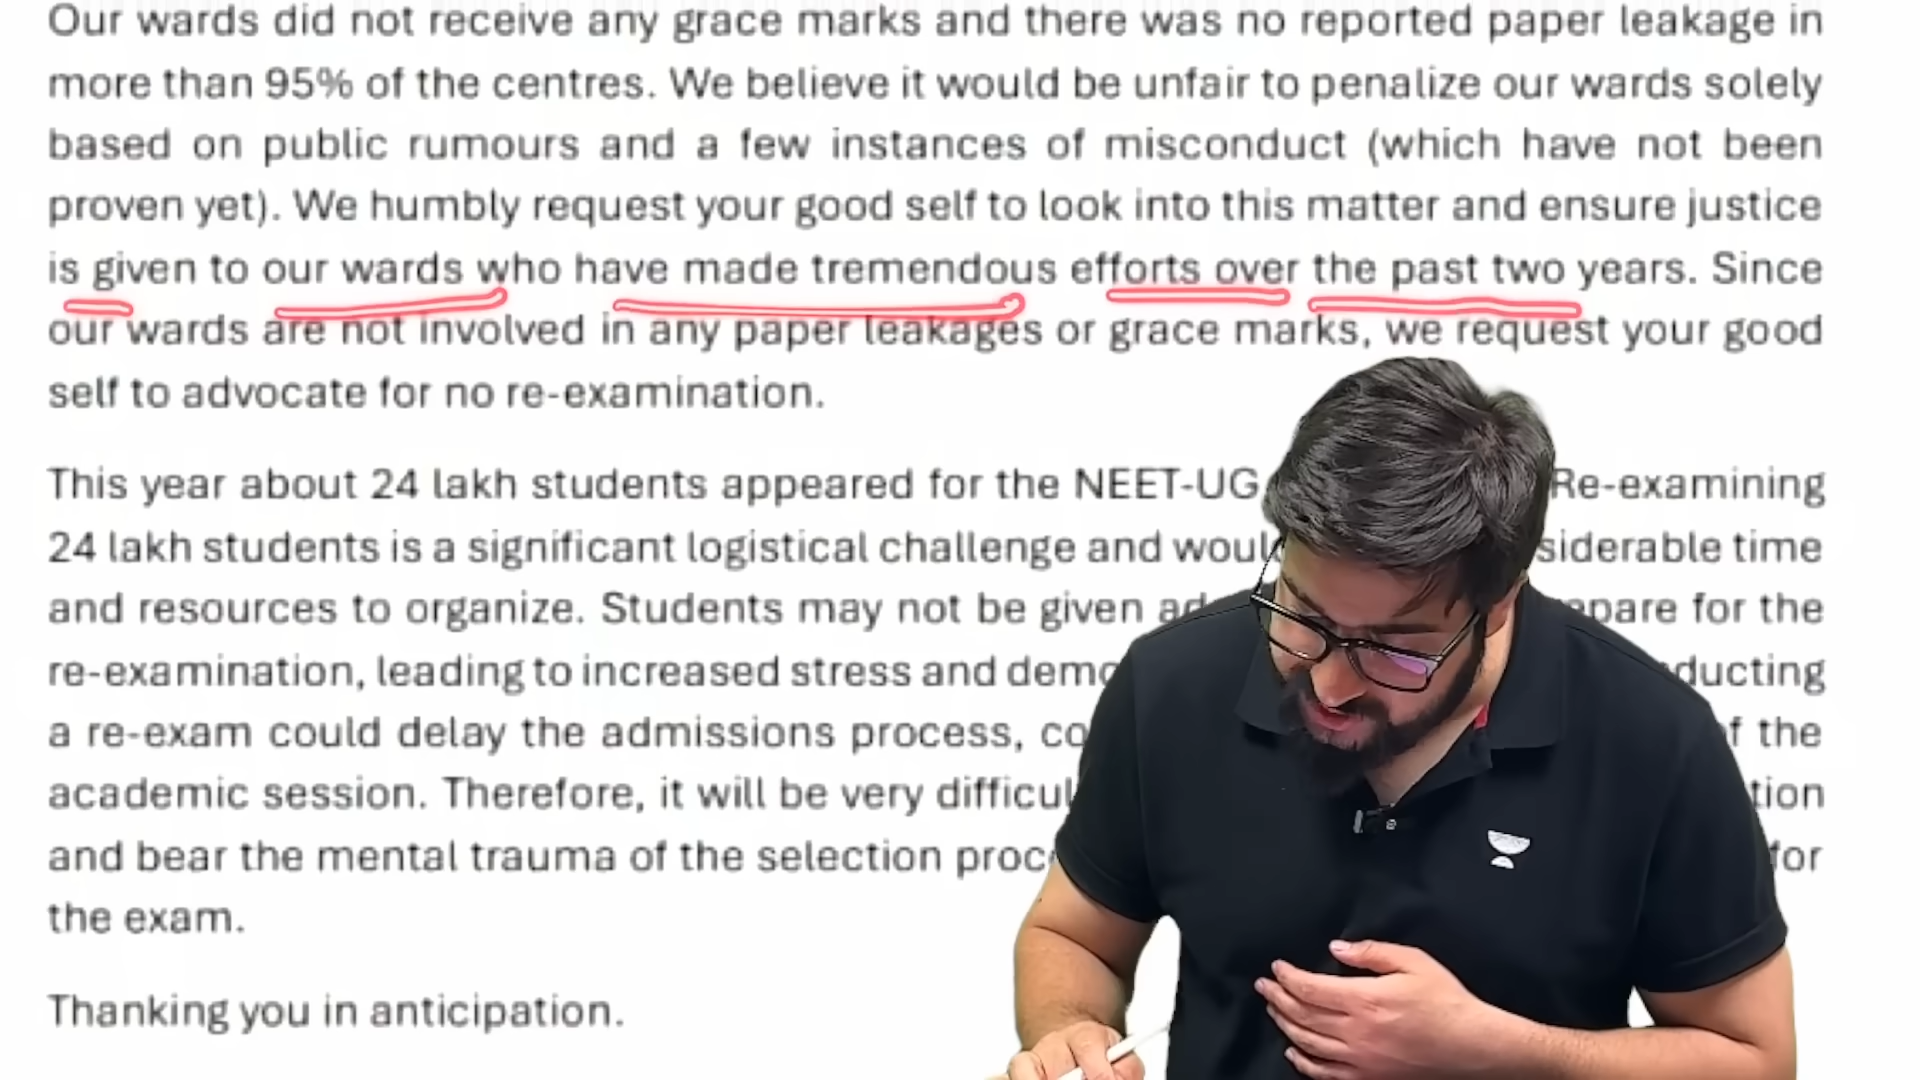 Our wards did not receive any grace marks and there was no reported paper leakage in
more than 95% of the centres. We believe it would be unfair to penalize our wards solely
based on public rumours and a few instances of misconduct (which have not been
proven yet). We humbly request your good self to look into this matter and ensure justice
is given to our wards who have made tremendous efforts over the past two years. Since
our wards are not involved in any paper leakages or grace marks, we request your good
self to advocate for no re-examination.
This year about 24 lakh students appeared for the NEET-UG Re-examining
24 lakh students is a significant logistical challenge and time
and resources to organize. Students may not be given for the
re-examination, leading to increased stress and
a re-exam could delay the admissions process, the
academic session. Therefore, it will be very
and bear the mental trauma of the selection for
the exam.
Thanking you in anticipation.